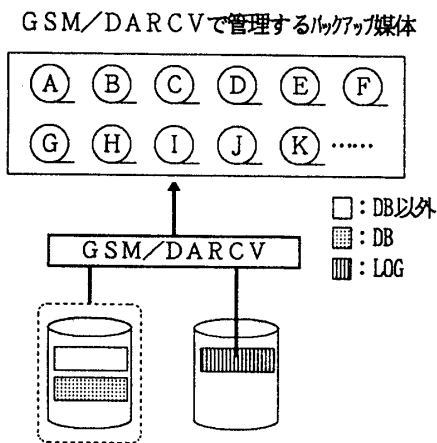 GSM/DARCVで管理するバックアップ媒体
A B C D E F
G H I J K ……
□：DB以外
：DB
：LOG
GSM/DARCV